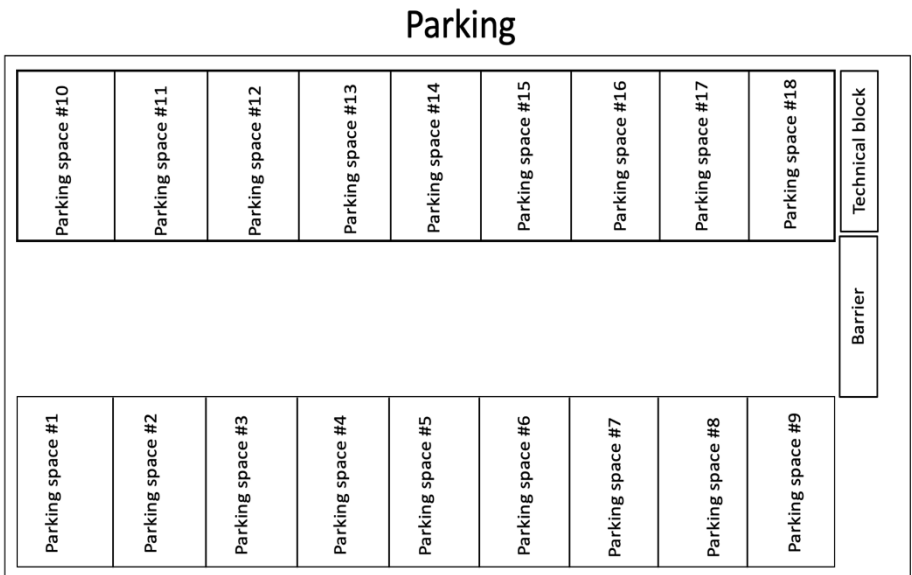 Parking
Parking space #10
Parking space #11
Parking space #12
Parking space #13
Parking space #14
Parking space #15
Parking space #16
Parking space #17
Parking space #18
Technical block
Barrier
Parking space #1
Parking space #2
Parking space #3
Parking space #4
Parking space #5
Parking space #6
Parking space #7
Parking space #8
Parking space #9